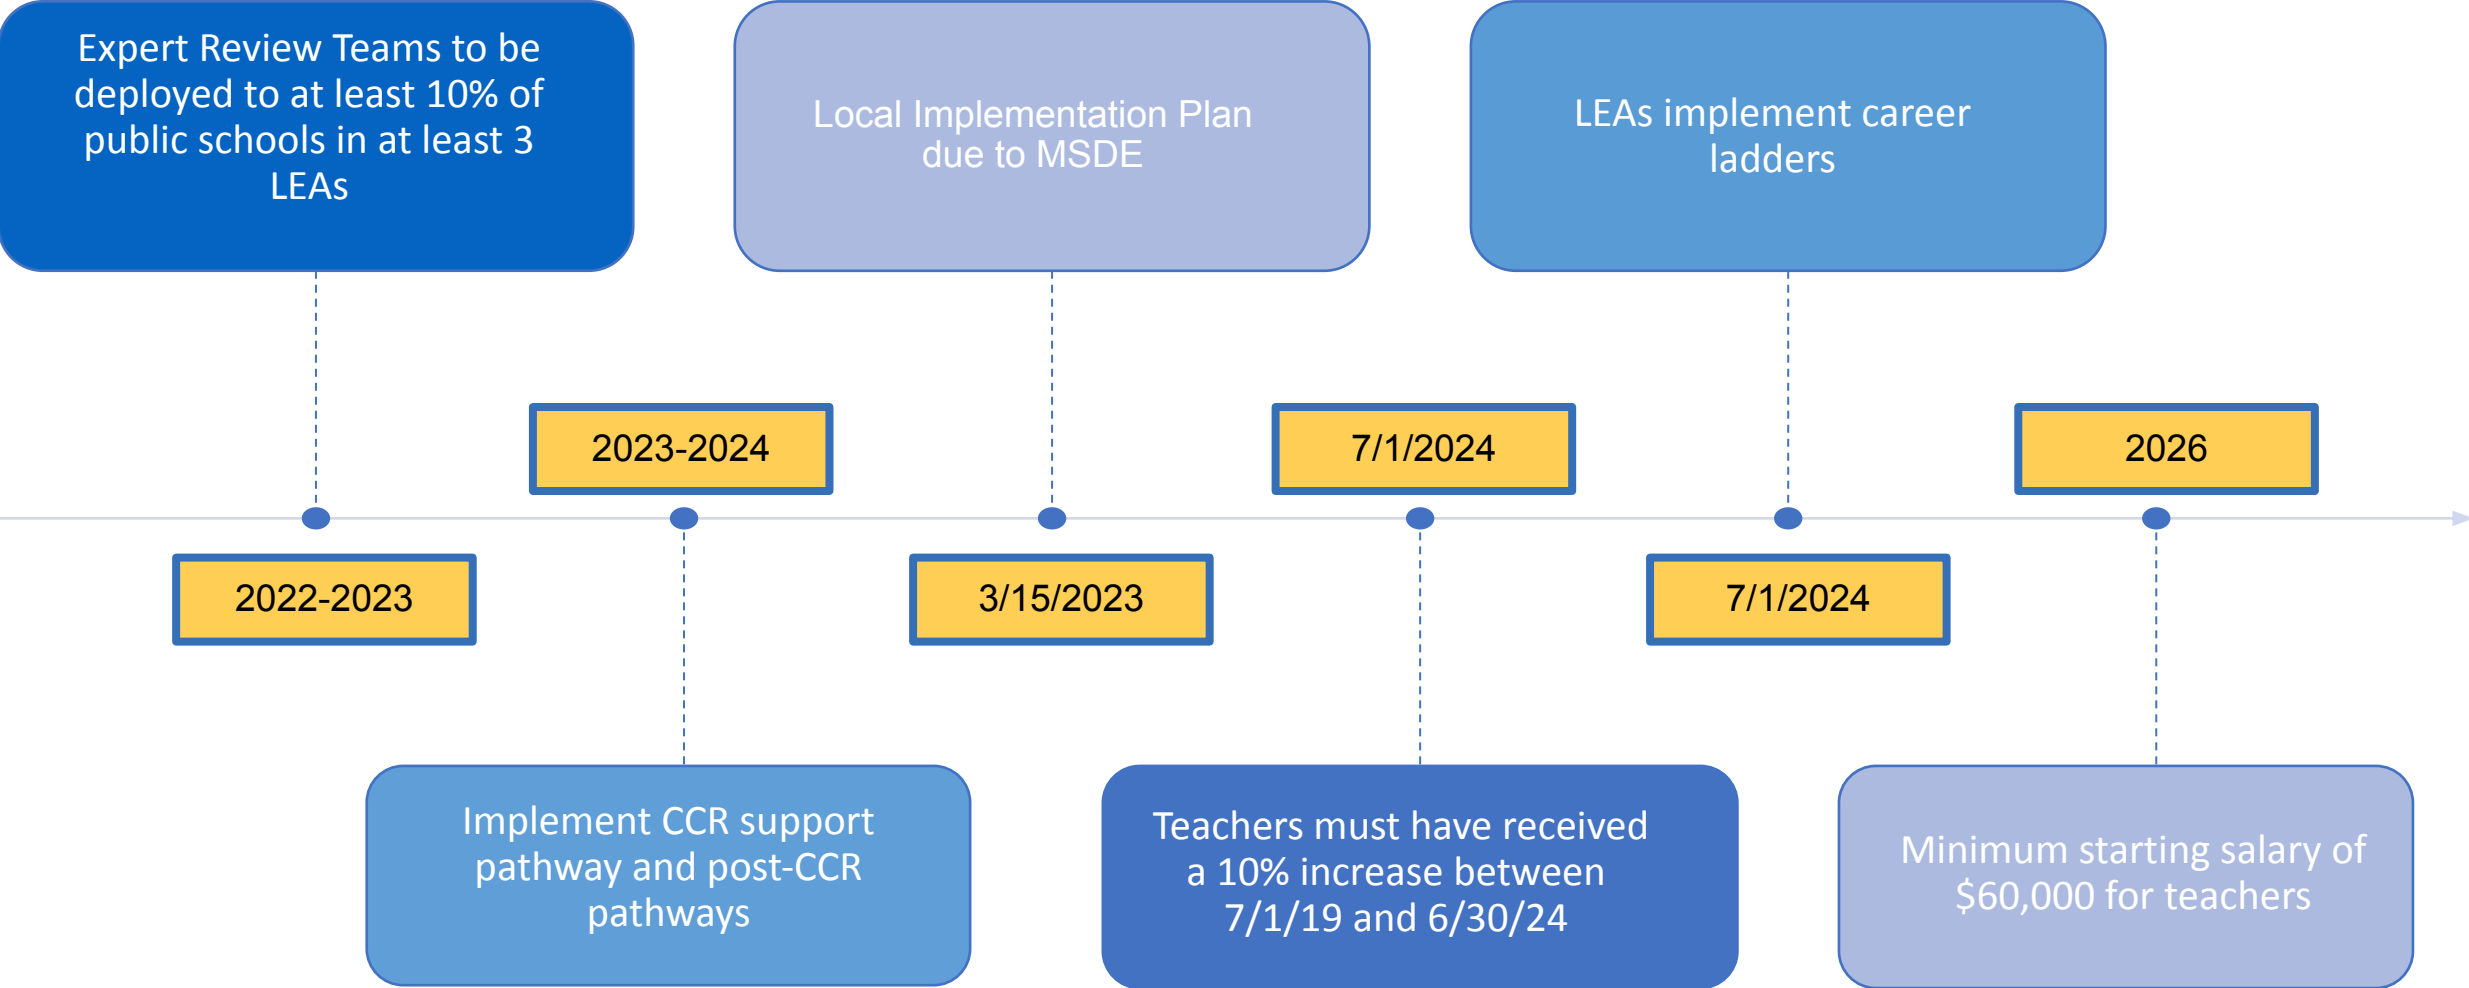 Expert Review Teams to be
deployed to at least 10% of
public schools in at least 3
LEAs
Local Implementation Plan
due to MSDE
LEAs implement career
ladders
2023-2024
7/1/2024
2026
2022-2023
3/15/2023
7/1/2024
Implement CCR support
pathway and post-CCR
pathways
Teachers must have received
a 10% increase between
7/1/19 and 6/30/24
Minimum starting salary of
$60,000 for teachers